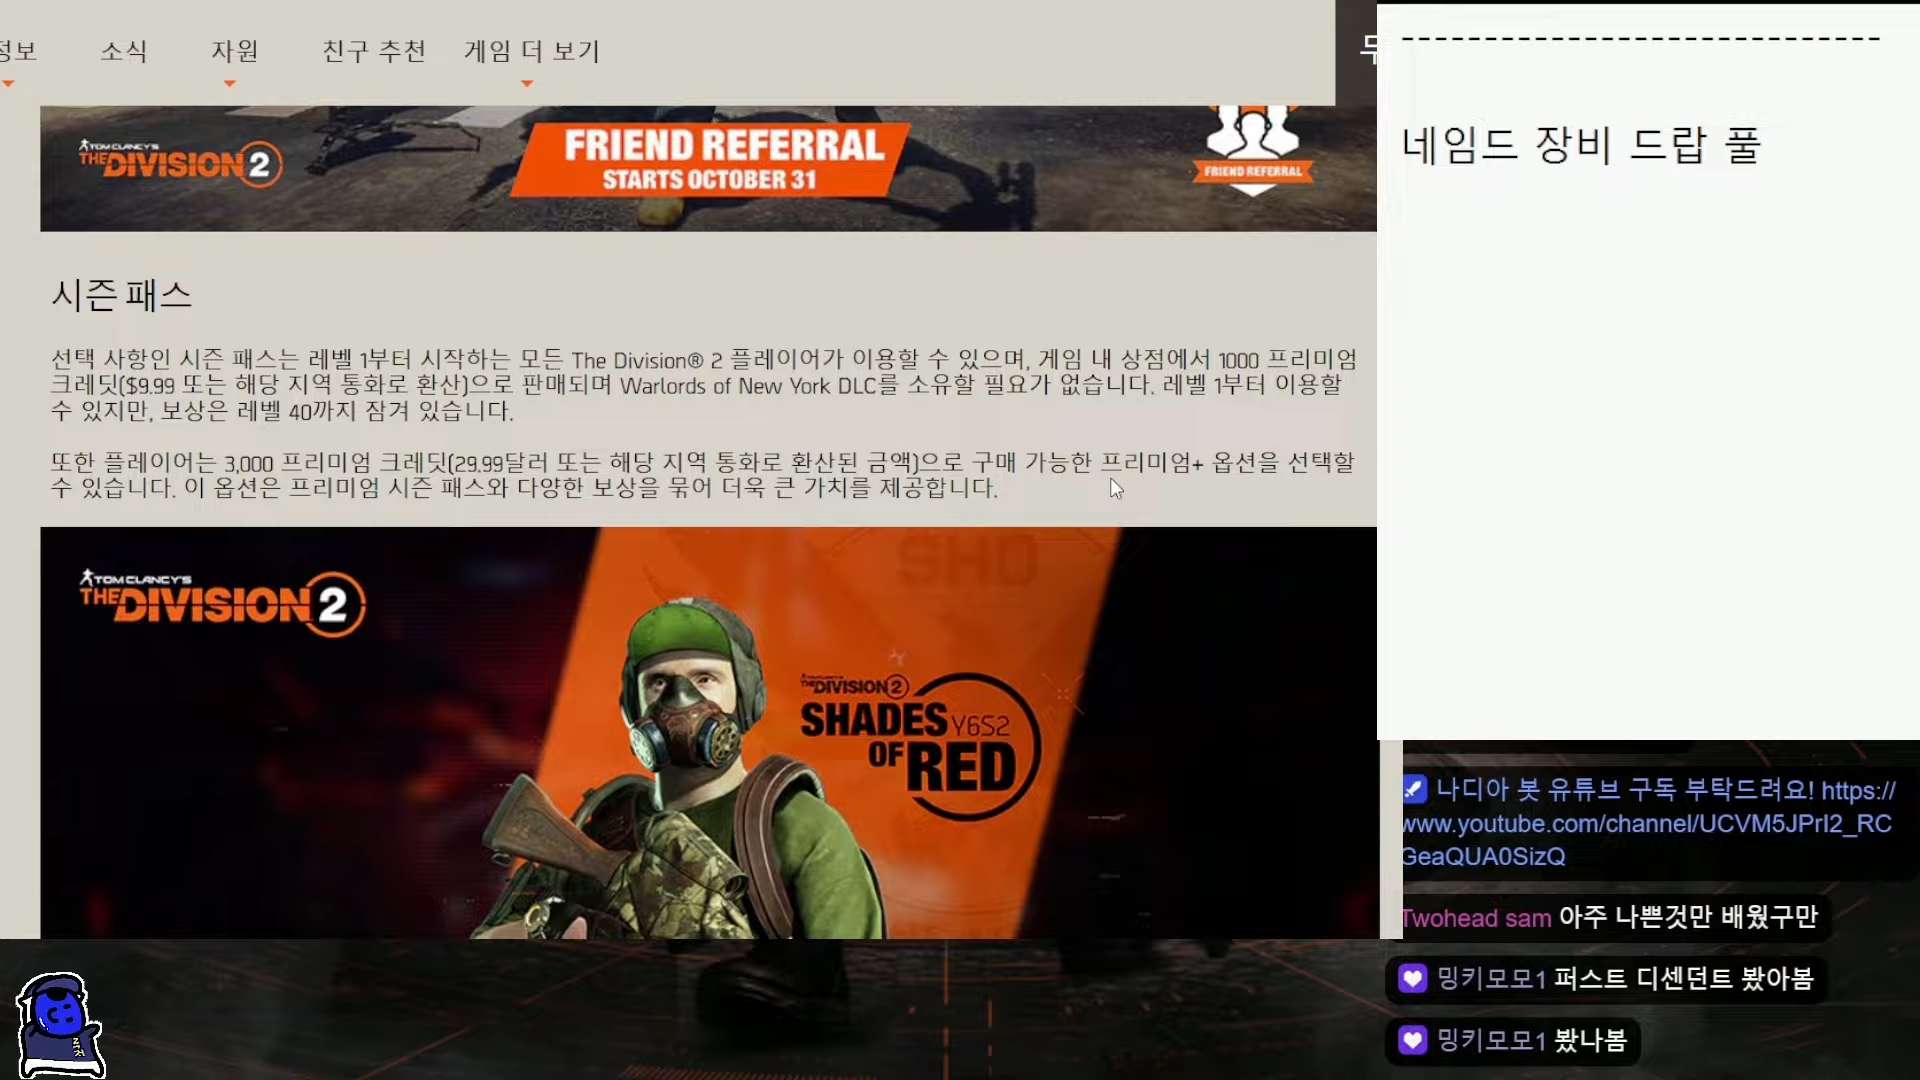 정보
소식
자원
친구 추천
게임 더 보기
TOM CLANCY'S
THE DIVISION 2
FRIEND REFERRAL
STARTS OCTOBER 31
FRIEND REFERRAL
시즌 패스
선택 사항인 시즌 패스는 레벨 1부터 시작하는 모든 The Division® 2 플레이어가 이용할 수 있으며, 게임 내 상점에서 1000 프리미엄
크레딧($9.99 또는 해당 지역 통화로 환산)으로 판매되며 Warlords of New York DLC를 소유할 필요가 없습니다. 레벨 1부터 이용할
수 있지만, 보상은 레벨 40까지 잠겨 있습니다.
또한 플레이어는 3,000 프리미엄 크레딧(29.99달러 또는 해당 지역 통화로 환산된 금액)으로 구매 가능한 프리미엄+ 옵션을 선택할
수 있습니다. 이 옵션은 프리미엄 시즌 패스와 다양한 보상을 묶어 더욱 큰 가치를 제공합니다.
TOM CLANCY'S
THE DIVISION 2
SHD
TOM CLANCY'S
THE DIVISION 2
SHADES Y6S2
OF RED
------------------------------
네임드 장비 드랍 풀
나디아 봇 유튜브 구독 부탁드려요! https://
www.youtube.com/channel/UCVM5JPrI2_RC
GeaQUA0SizQ
Twohead sam 아주 나쁜것만 배웠구만
밍키모모1 퍼스트 디센던트 봤아봄
밍키모모1 봤나봄